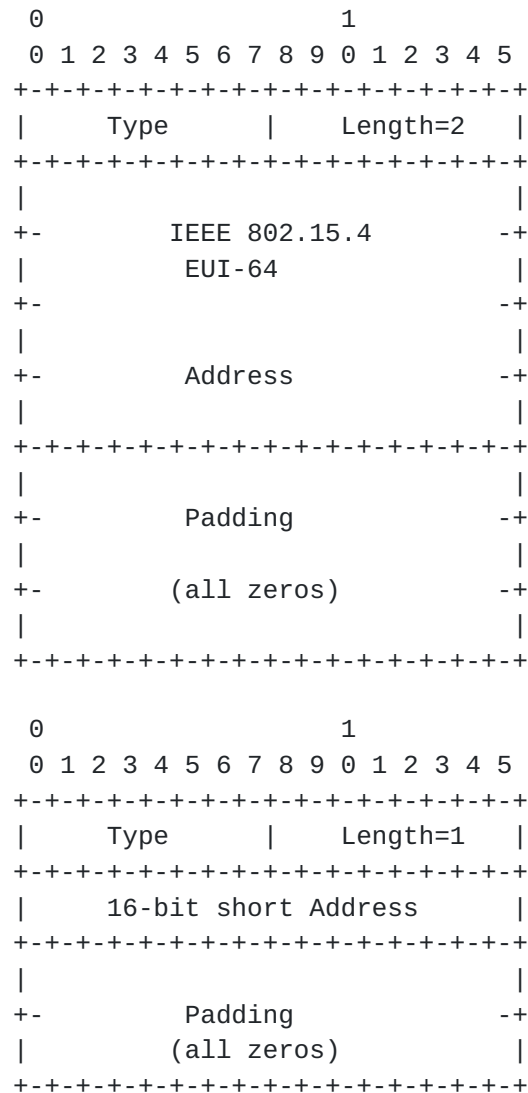 0                   1
 0 1 2 3 4 5 6 7 8 9 0 1 2 3 4 5
+-+-+-+-+-+-+-+-+-+-+-+-+-+-+-+-+
|     Type      |    Length=2   |
+-+-+-+-+-+-+-+-+-+-+-+-+-+-+-+-+
|                               |
+-        IEEE 802.15.4        -+
|          EUI-64               |
+-                             -+
|                               |
+-         Address             -+
|                               |
+-+-+-+-+-+-+-+-+-+-+-+-+-+-+-+-+
|                               |
+-         Padding             -+
|                               |
+-        (all zeros)          -+
|                               |
+-+-+-+-+-+-+-+-+-+-+-+-+-+-+-+-+

 0                   1
 0 1 2 3 4 5 6 7 8 9 0 1 2 3 4 5
+-+-+-+-+-+-+-+-+-+-+-+-+-+-+-+-+
|     Type      |    Length=1   |
+-+-+-+-+-+-+-+-+-+-+-+-+-+-+-+-+
|     16-bit short Address      |
+-+-+-+-+-+-+-+-+-+-+-+-+-+-+-+-+
|                               |
+-         Padding             -+
|         (all zeros)           |
+-+-+-+-+-+-+-+-+-+-+-+-+-+-+-+-+